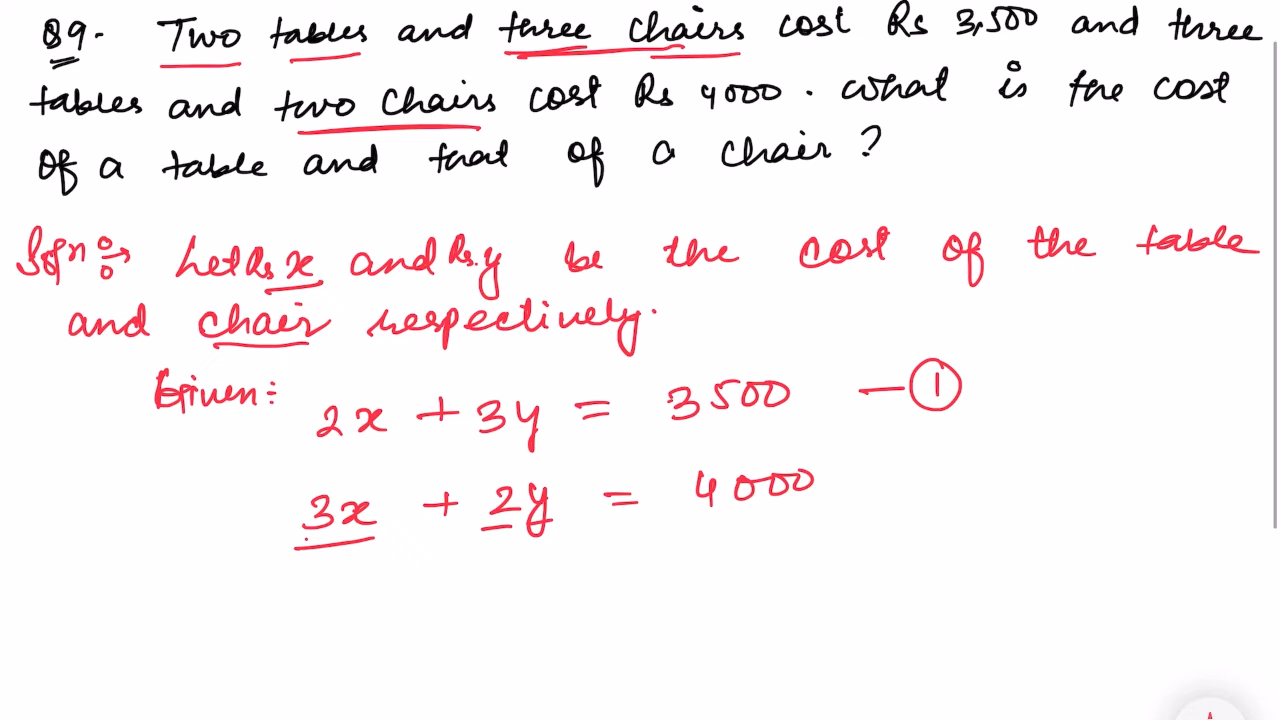 Q9. Two tables and three chairs cost Rs 3,500 and three
tables and two chairs cost Rs 4000. What is the cost
of a table and that of a chair?
Solⁿ:→ Let Rs x and Rs. y be the cost of the table
and chair respectively.
Given:
2x + 3y = 3500 — ①
3x + 2y = 4000